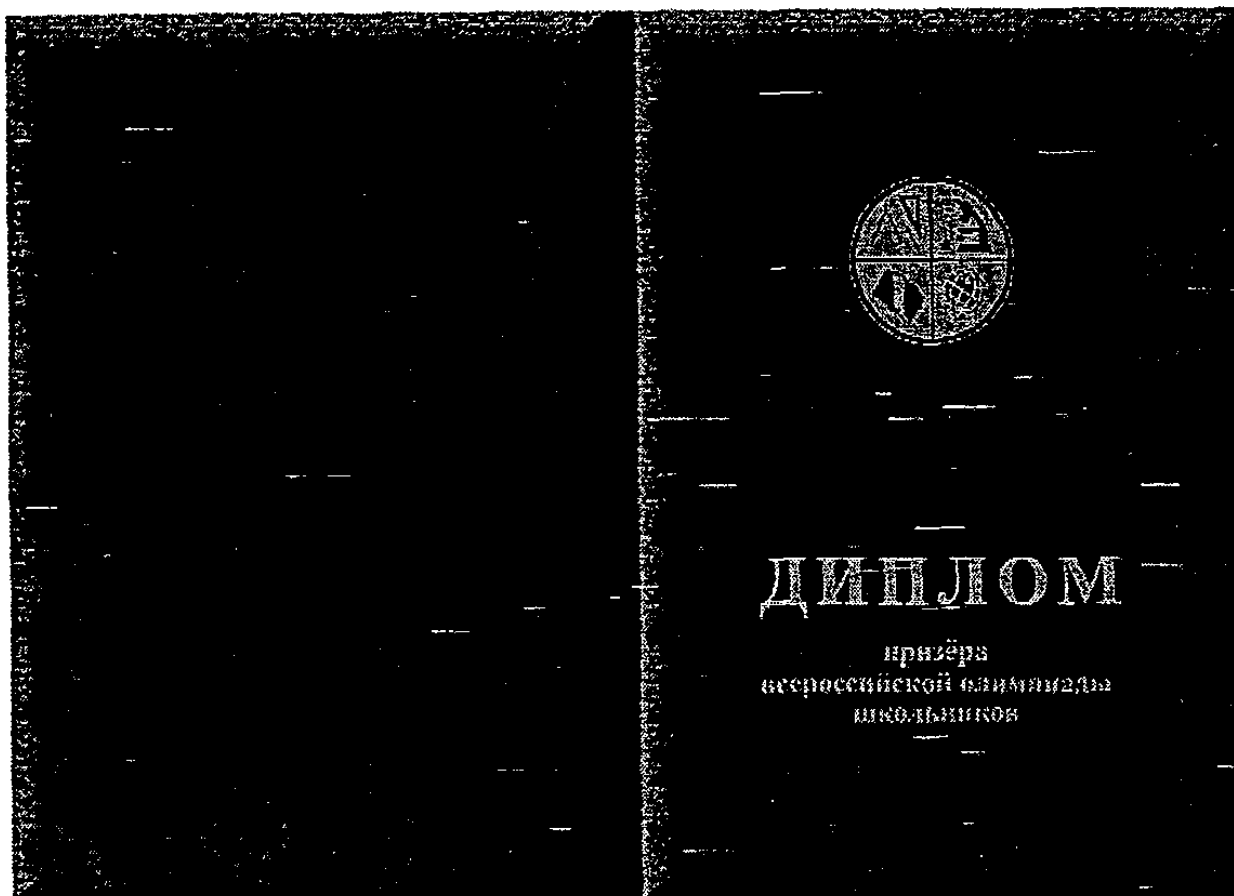 ДИПЛОМ
призёра
всероссийской олимпиады
школьников